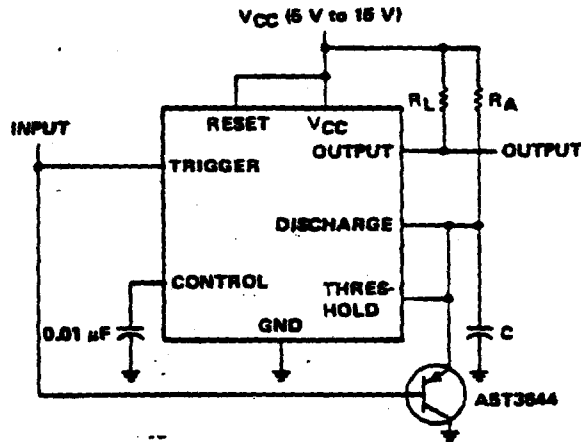 VCC (5 V to 15 V)
RL
RA
INPUT
RESET
VCC
OUTPUT
OUTPUT
TRIGGER
DISCHARGE
CONTROL
THRES-
HOLD
0.01 µF
GND
C
AST3644